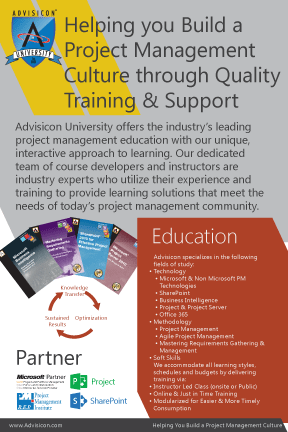 ADVISICON
UNIVERSITY
Helping you Build a
Project Management
Culture through Quality
Training & Support
Advisicon University offers the industry's leading
project management education with our unique,
interactive approach to learning. Our dedicated
team of course developers and instructors are
industry experts who utilize their experience and
training to provide learning solutions that meet the
needs of today's project management community.
Knowledge
Transfer
Sustained
Results
Optimization
Partner
Microsoft Partner
Project
Project
Management
Institute
SharePoint
Education
Advisicon specializes in the following
fields of study:
• Technology
• Microsoft & Non Microsoft PM
Technologies
• SharePoint
• Business Intelligence
• Project & Project Server
• Office 365
• Methodology
• Project Management
• Agile Project Management
• Mastering Requirements Gathering &
Management
• Soft Skills
We accommodate all learning styles,
schedules and budgets by delivering
training via:
• Instructor Led Class (onsite or Public)
• Online & Just in Time Training
• Modularized for Easier & More Timely
Consumption
www.Advisicon.com
Helping You Build a Project Management Culture